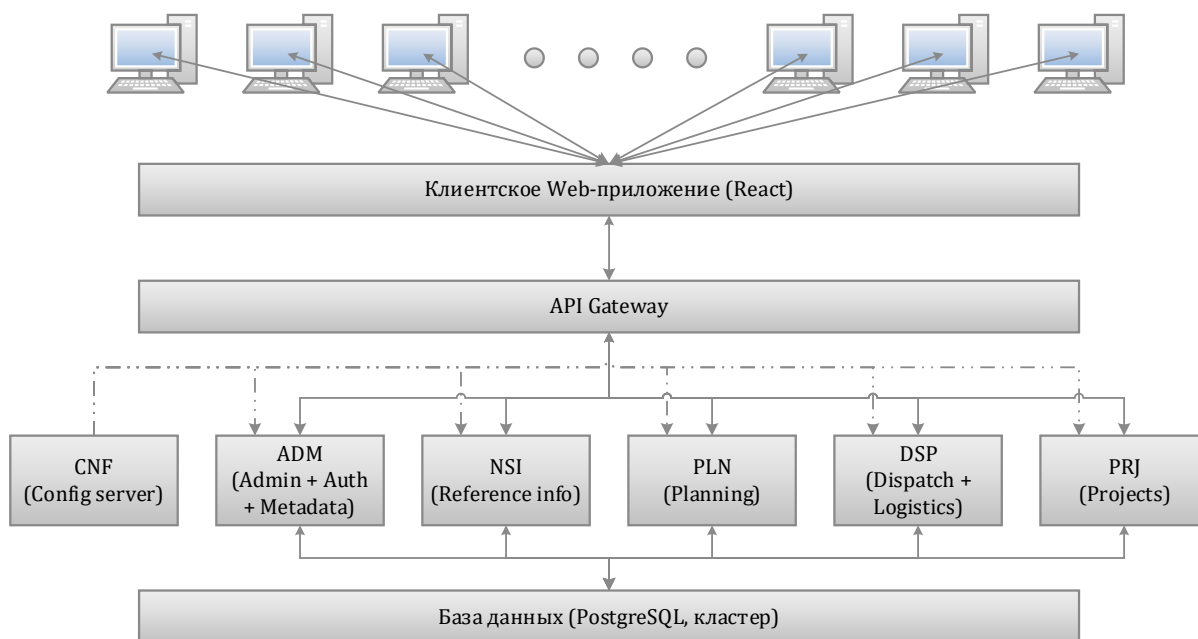 Клиентское Web-приложение (React)
API Gateway
CNF
(Config server)
ADM
(Admin + Auth
+ Metadata)
NSI
(Reference info)
PLN
(Planning)
DSP
(Dispatch +
Logistics)
PRJ
(Projects)
База данных (PostgreSQL, кластер)